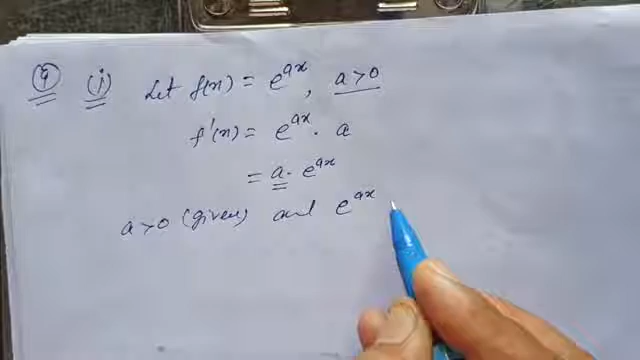 9 (i) Let f(x) = e^{ax}, a>0
f'(x) = e^{ax} · a
= a · e^{ax}
a>0 (given) and e^{ax}